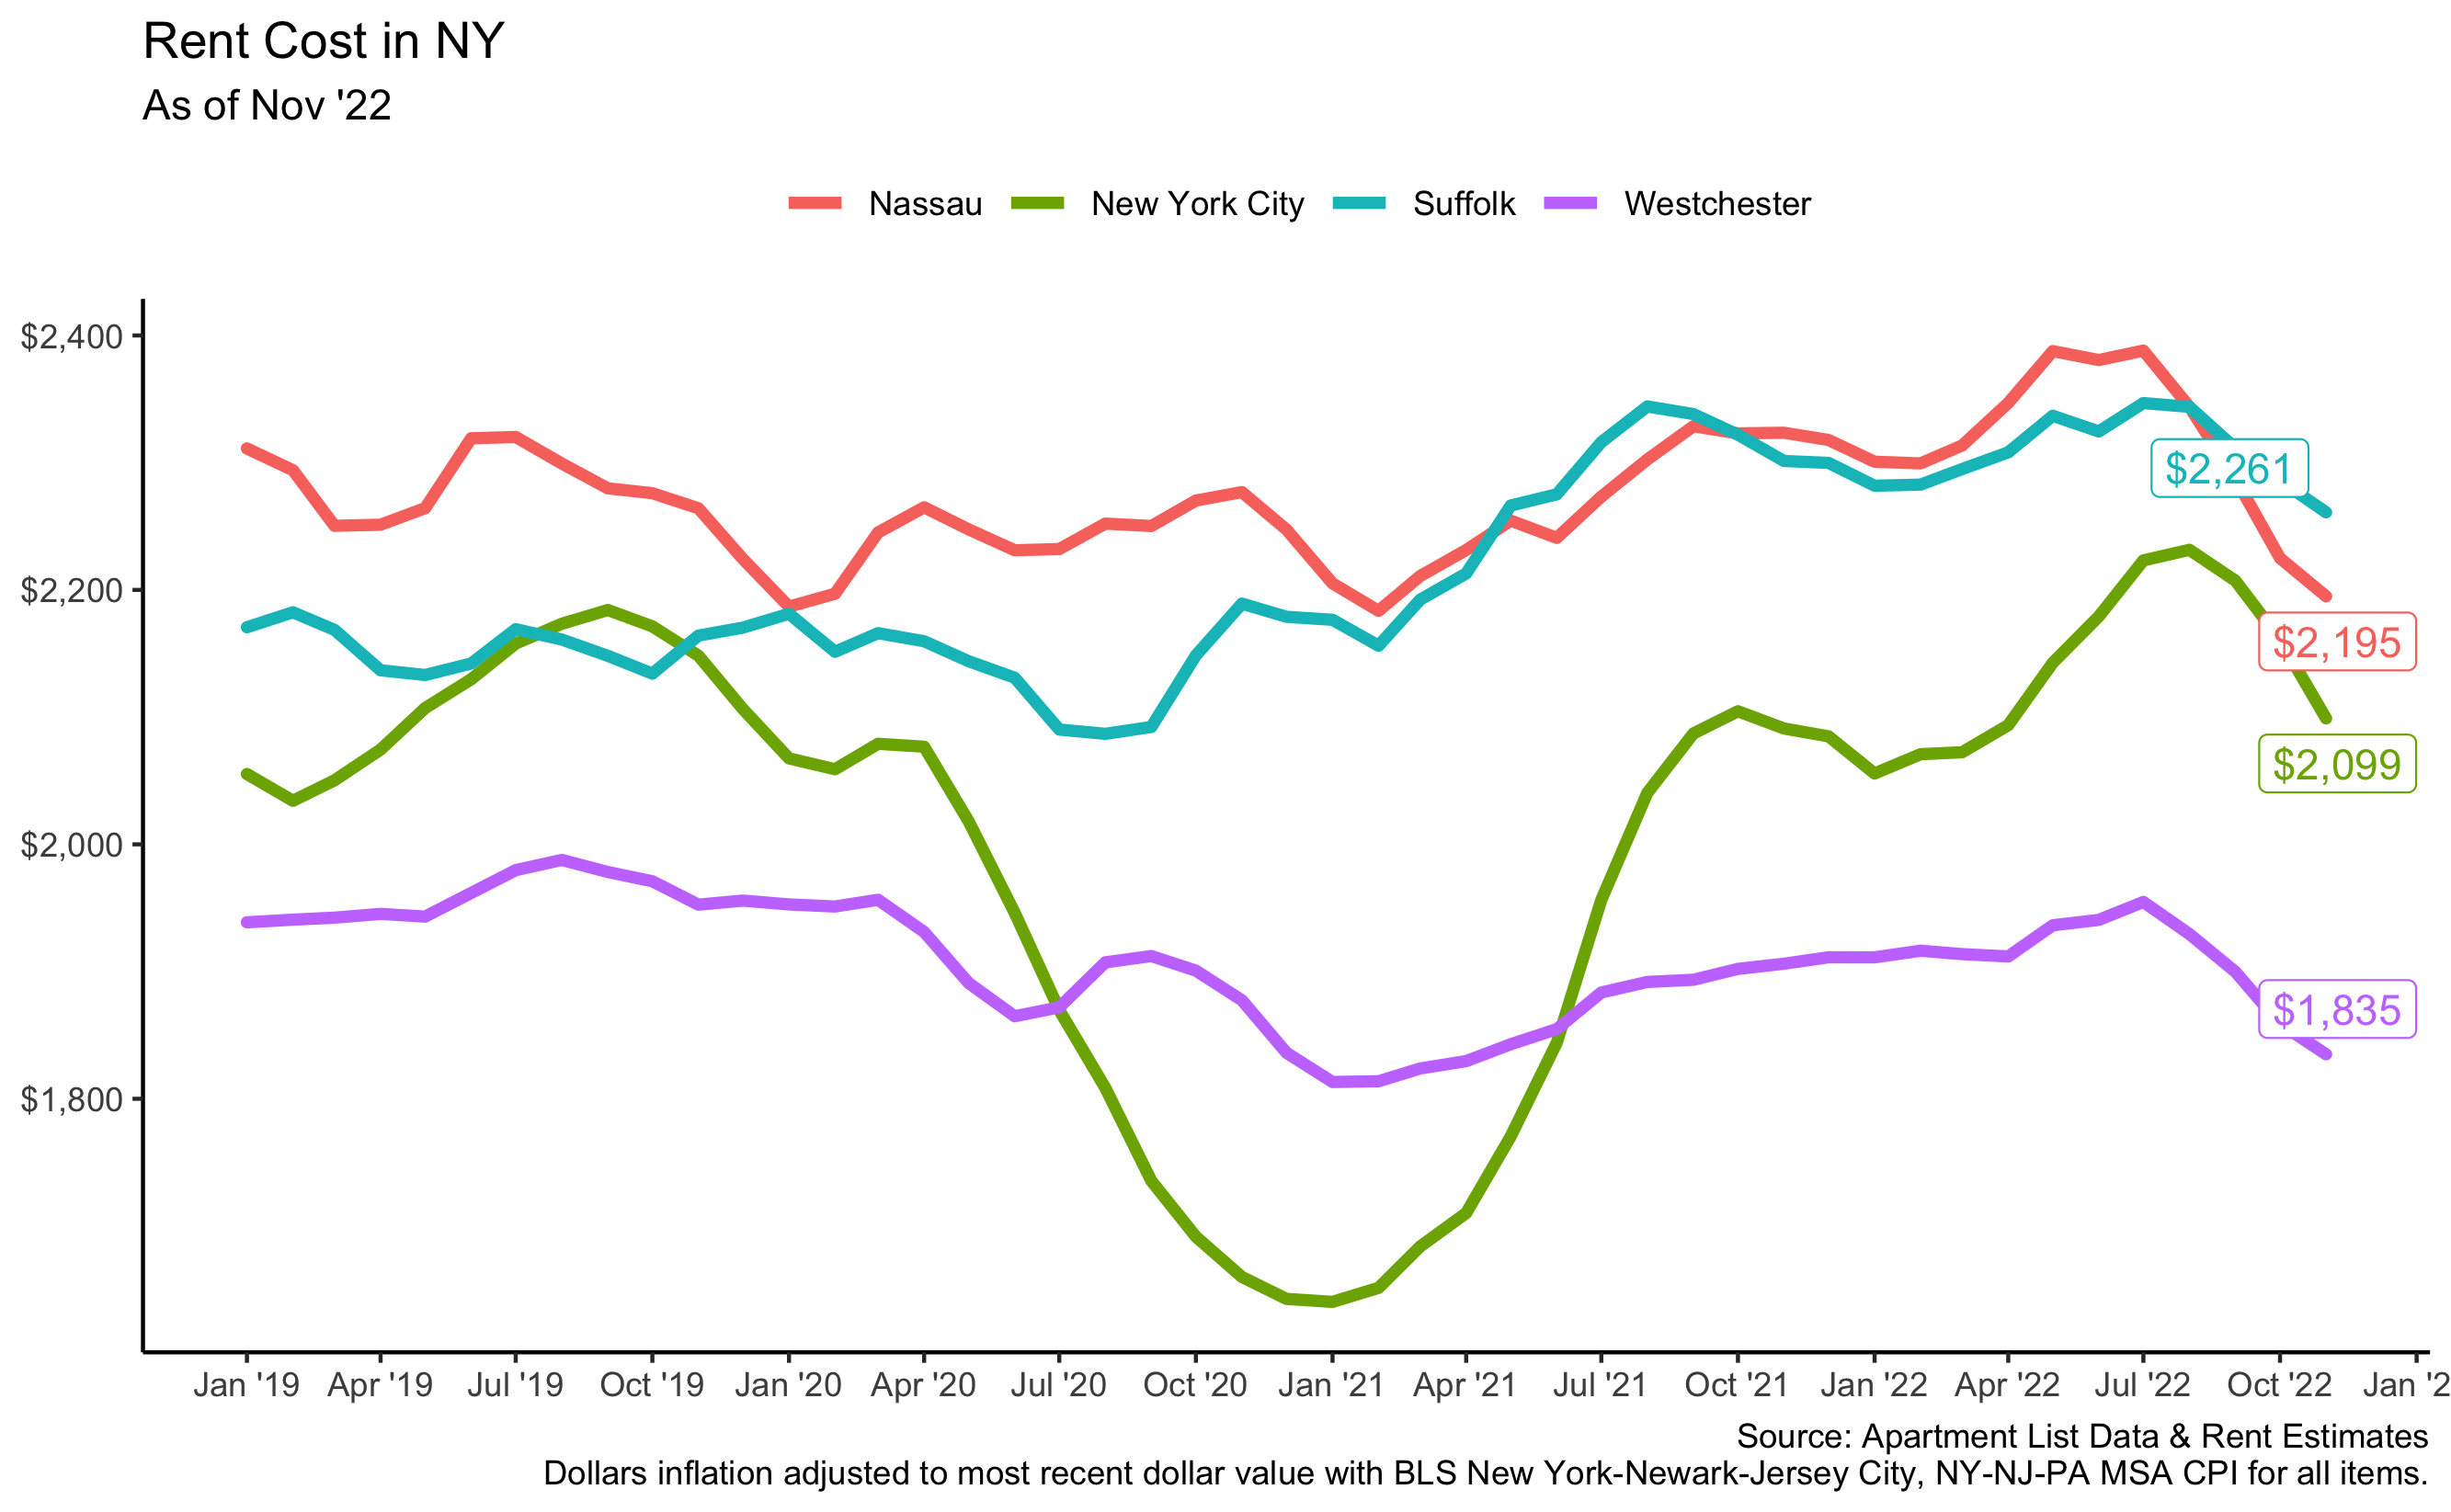 Rent Cost in NY
As of Nov '22
Nassau New York City Suffolk Westchester
$2,400
$2,200
$2,000
$1,800
$2,261
$2,195
$2,099
$1,835
Jan '19 Apr '19 Jul '19 Oct '19 Jan '20 Apr '20 Jul '20 Oct '20 Jan '21 Apr '21 Jul '21 Oct '21 Jan '22 Apr '22 Jul '22 Oct '22 Jan '2
Source: Apartment List Data & Rent Estimates
Dollars inflation adjusted to most recent dollar value with BLS New York-Newark-Jersey City, NY-NJ-PA MSA CPI for all items.